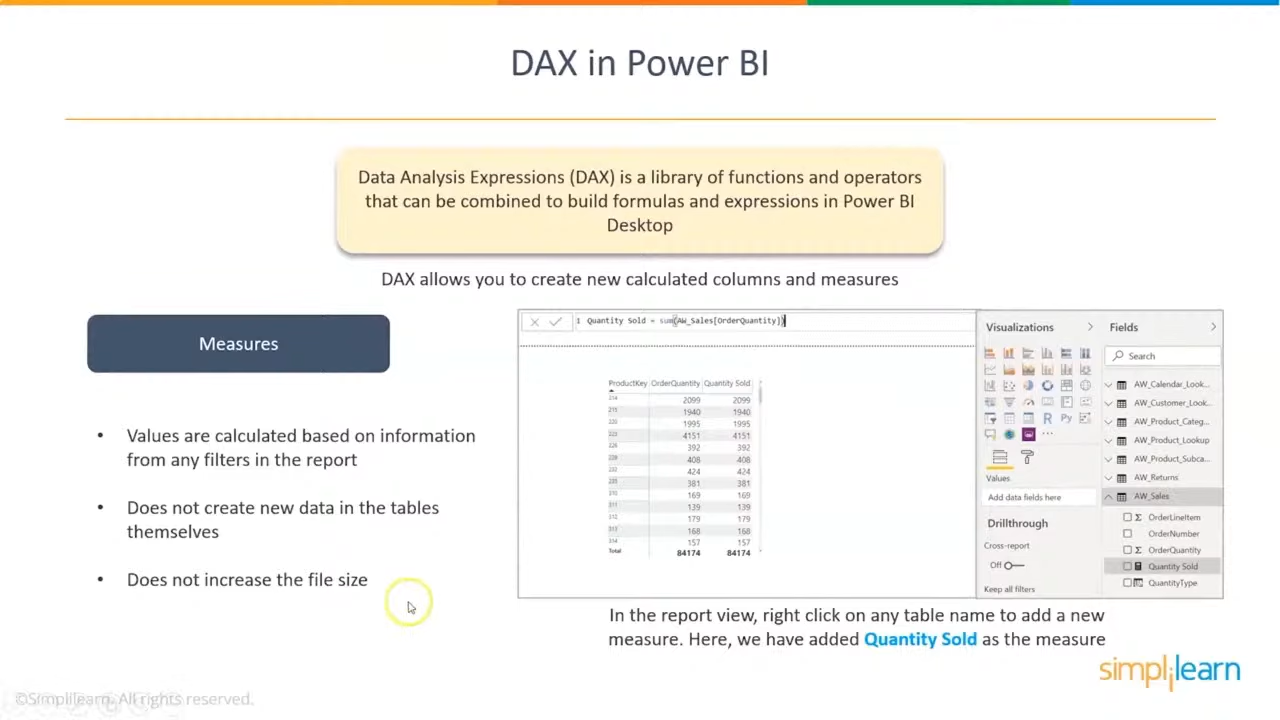 DAX in Power BI
Data Analysis Expressions (DAX) is a library of functions and operators
that can be combined to build formulas and expressions in Power BI
Desktop
DAX allows you to create new calculated columns and measures
Measures
• Values are calculated based on information
from any filters in the report
• Does not create new data in the tables
themselves
• Does not increase the file size
1 Quantity Sold = sum(AW_Sales[OrderQuantity])
ProductKey OrderQuantity Quantity Sold
214 2099 2099
215 1940 1940
220 1995 1995
4151 4151
392 392
408 408
424 424
381 381
310 169 169
311 139 139
312 179 179
313 168 168
314 157 157
Total 84174 84174
Visualizations
Values
Add data fields here
Drillthrough
Cross-report
Off
Keep all filters
Fields
Search
AW_Calendar_Look...
AW_Customer_Look...
AW_Product_Categ...
AW_Product_Lookup
AW_Product_Subca...
AW_Returns
AW_Sales
Σ OrderLineItem
OrderNumber
Σ OrderQuantity
Quantity Sold
QuantityType
In the report view, right click on any table name to add a new
measure. Here, we have added Quantity Sold as the measure
©Simplilearn. All rights reserved.
simplilearn